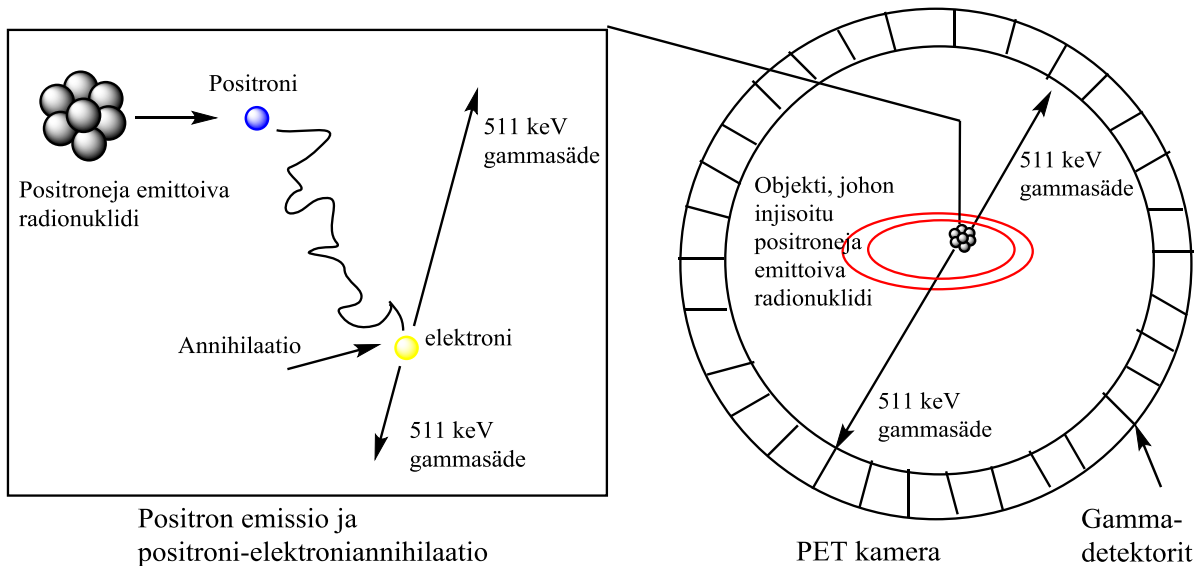 Positroni
Positroneja emittoiva
radionuklidi
511 keV
gammasäde
Annihilaatio
elektroni
511 keV
gammasäde
Positron emissio ja
positroni-elektroniannihilaatio
511 keV
gammasäde
Objekti, johon
injisoitu
positroneja
emittoiva
radionuklidi
511 keV
gammasäde
PET kamera
Gamma-
detektorit